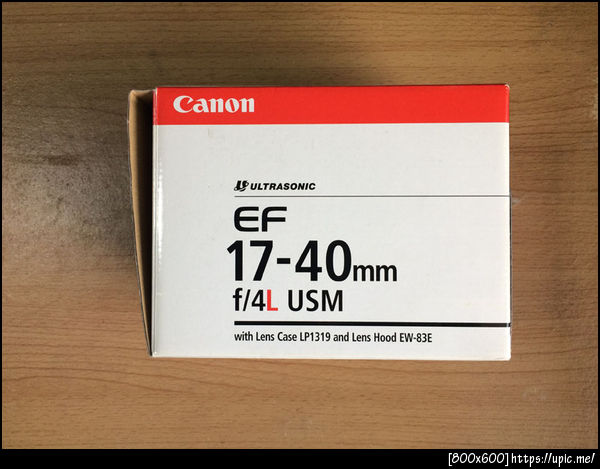 Canon
ULTRASONIC
EF
17-40mm
f/4L USM
with Lens Case LP1319 and Lens Hood EW-83E
[800x600]https://upic.me/